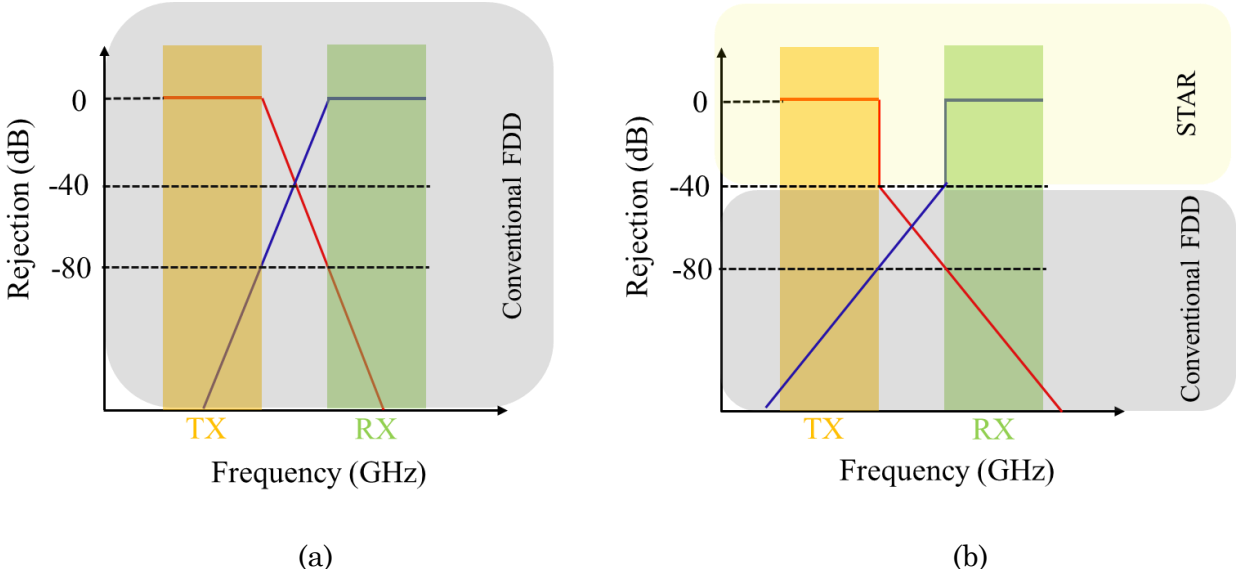 0
-40
-80
Rejection (dB)
Conventional FDD
TX
RX
Frequency (GHz)
(a)
0
-40
-80
Rejection (dB)
STAR
Conventional FDD
TX
RX
Frequency (GHz)
(b)